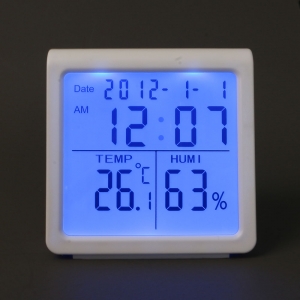 Date 2012-1-1
AM 12:07
TEMP HUMI
26.1°C 63%